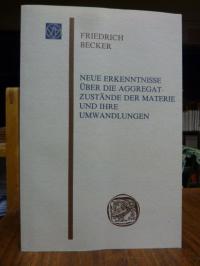 FRIEDRICH
BECKER
NEUE ERKENNTNISSE
ÜBER DIE AGGREGAT-
ZUSTÄNDE DER MATERIE
UND IHRE
UMWANDLUNGEN